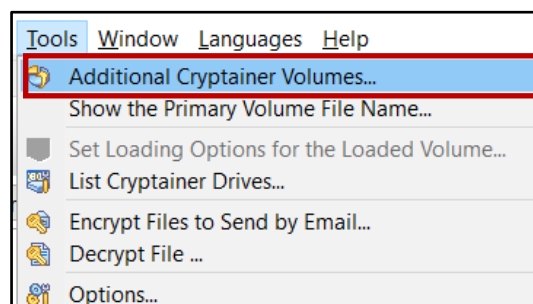 Tools Window Languages Help
Additional Cryptainer Volumes...
Show the Primary Volume File Name...
Set Loading Options for the Loaded Volume...
List Cryptainer Drives...
Encrypt Files to Send by Email...
Decrypt File ...
Options...